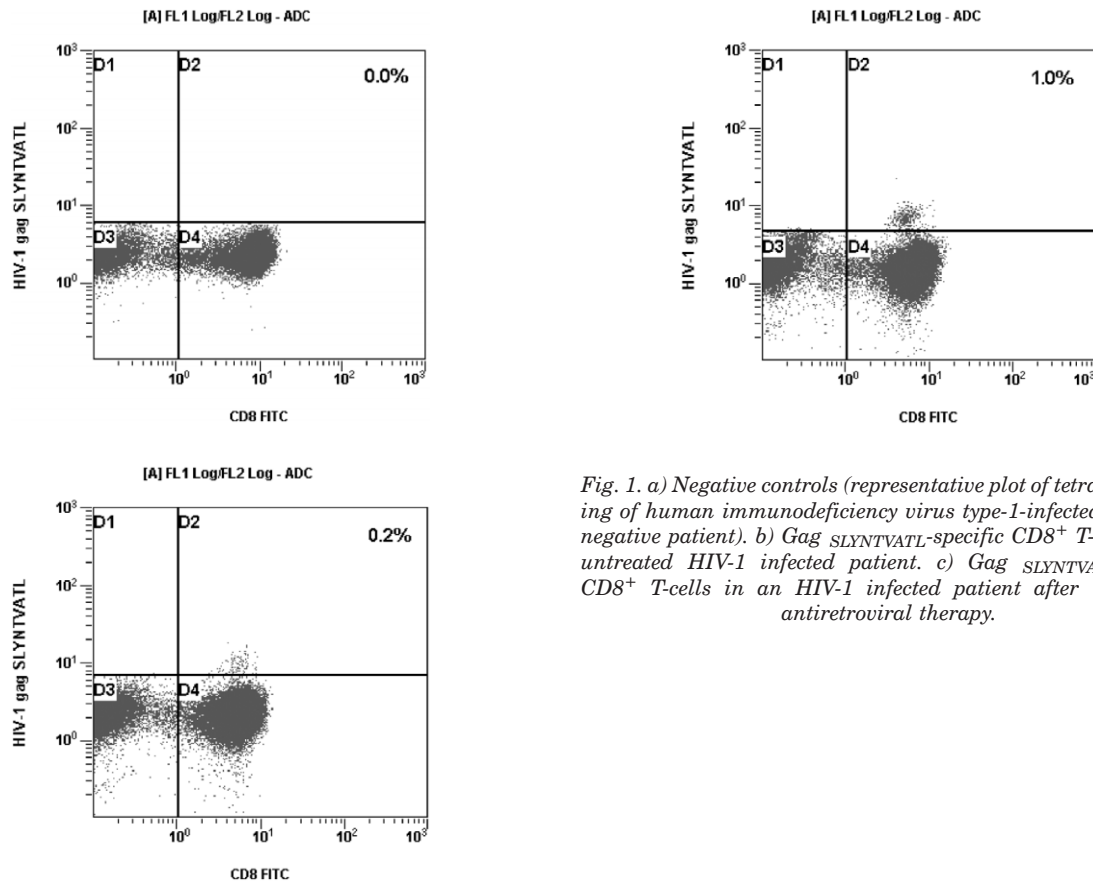 [A] FL1 Log/FL2 Log - ADC
10³
D1
D2
0.0%
10²
HIV-1 gag SLYNTVATL
10¹
D3
D4
10⁰
10⁰ 10¹ 10² 10³
CD8 FITC
[A] FL1 Log/FL2 Log - ADC
10³
D1
D2
1.0%
10²
HIV-1 gag SLYNTVATL
10¹
D3
D4
10⁰
10⁰ 10¹ 10² 10³
CD8 FITC
[A] FL1 Log/FL2 Log - ADC
10³
D1
D2
0.2%
10²
HIV-1 gag SLYNTVATL
10¹
D3
D4
10⁰
10⁰ 10¹ 10² 10³
CD8 FITC
Fig. 1. a) Negative controls (representative plot of tetra
ing of human immunodeficiency virus type-1-infected
negative patient). b) Gag SLYNTVATL-specific CD8⁺ T-
untreated HIV-1 infected patient. c) Gag SLYNTVA
CD8⁺ T-cells in an HIV-1 infected patient after
antiretroviral therapy.